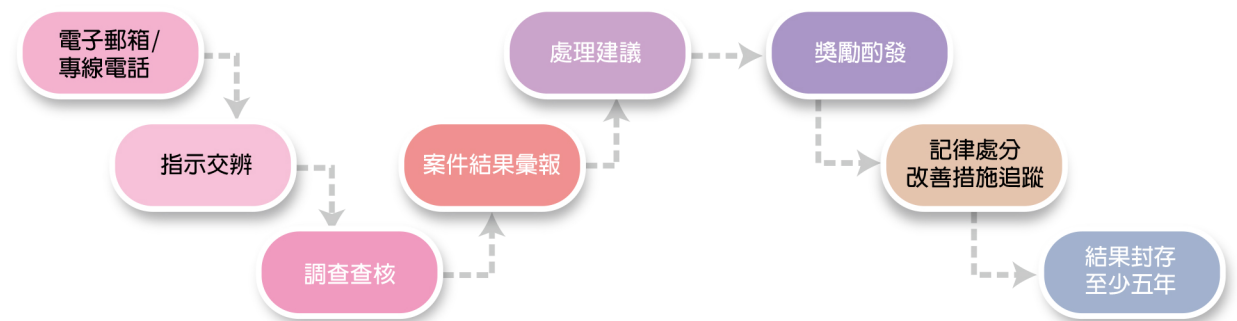 電子郵箱/
專線電話
指示交辨
調查查核
案件結果彙報
處理建議
獎勵酌發
記律處分
改善措施追蹤
結果封存
至少五年